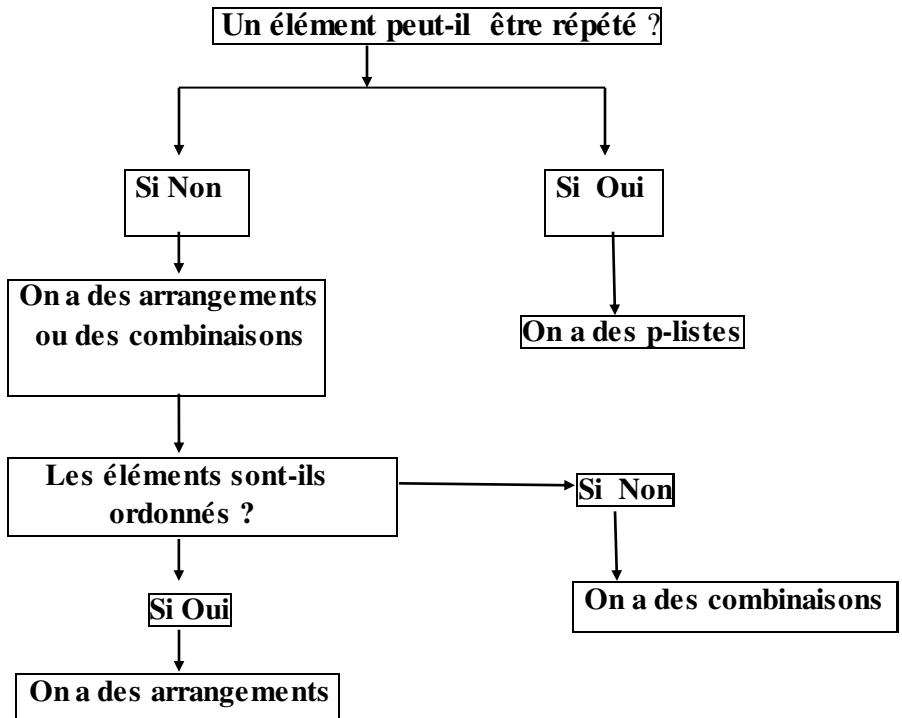 Un élément peut-il être répété ?
Si Non
Si Oui
On a des arrangements
ou des combinaisons
On a des p-listes
Les éléments sont-ils
ordonnés ?
Si Non
Si Oui
On a des combinaisons
On a des arrangements